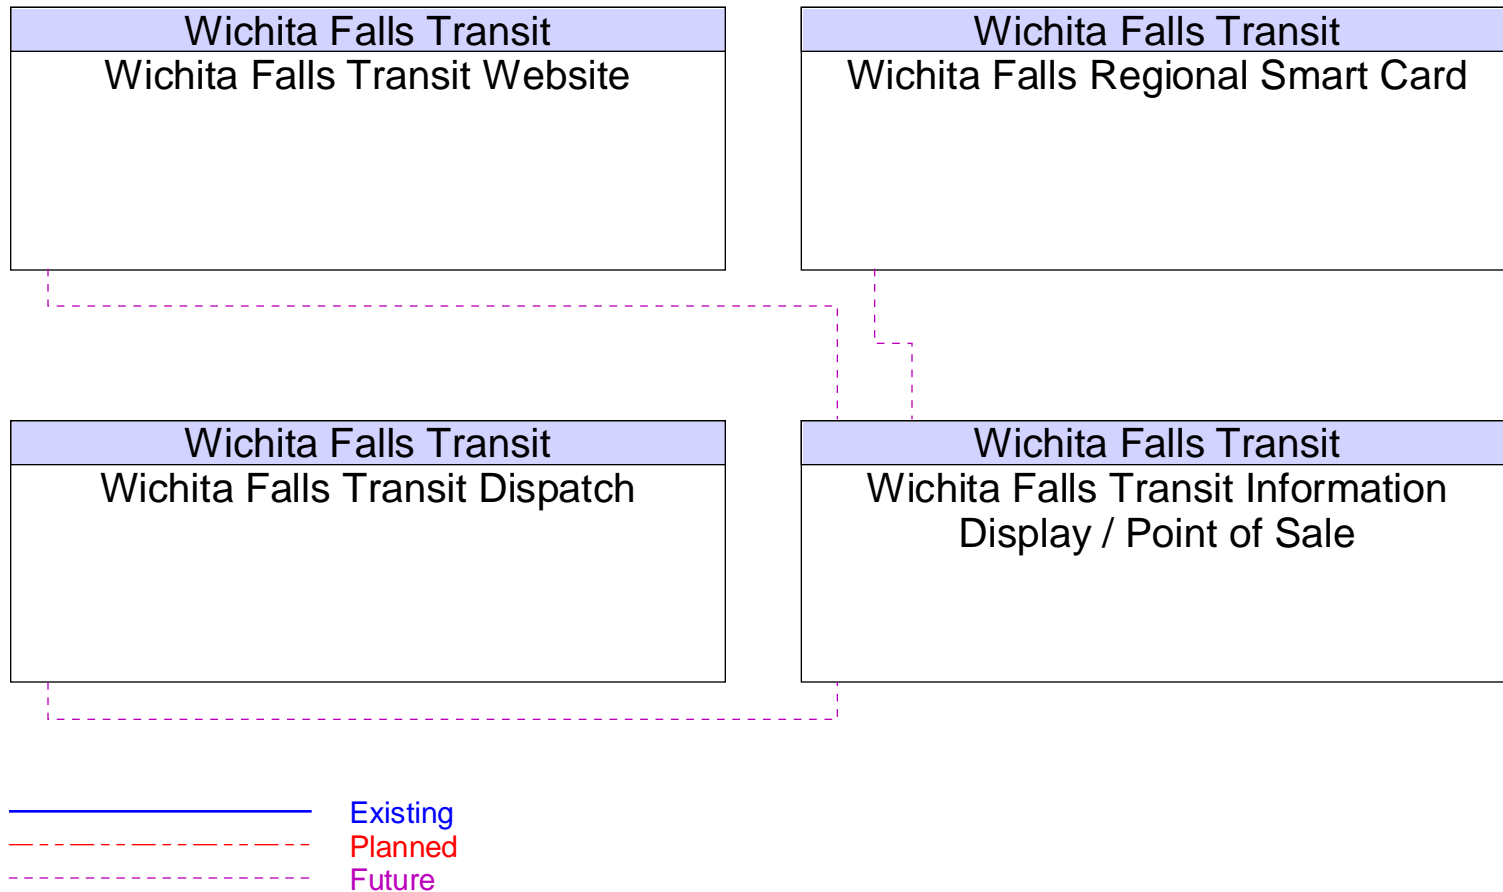 Wichita Falls Transit
Wichita Falls Transit Website
Wichita Falls Transit
Wichita Falls Regional Smart Card
Wichita Falls Transit
Wichita Falls Transit Dispatch
Wichita Falls Transit
Wichita Falls Transit Information
Display / Point of Sale
Existing
Planned
Future